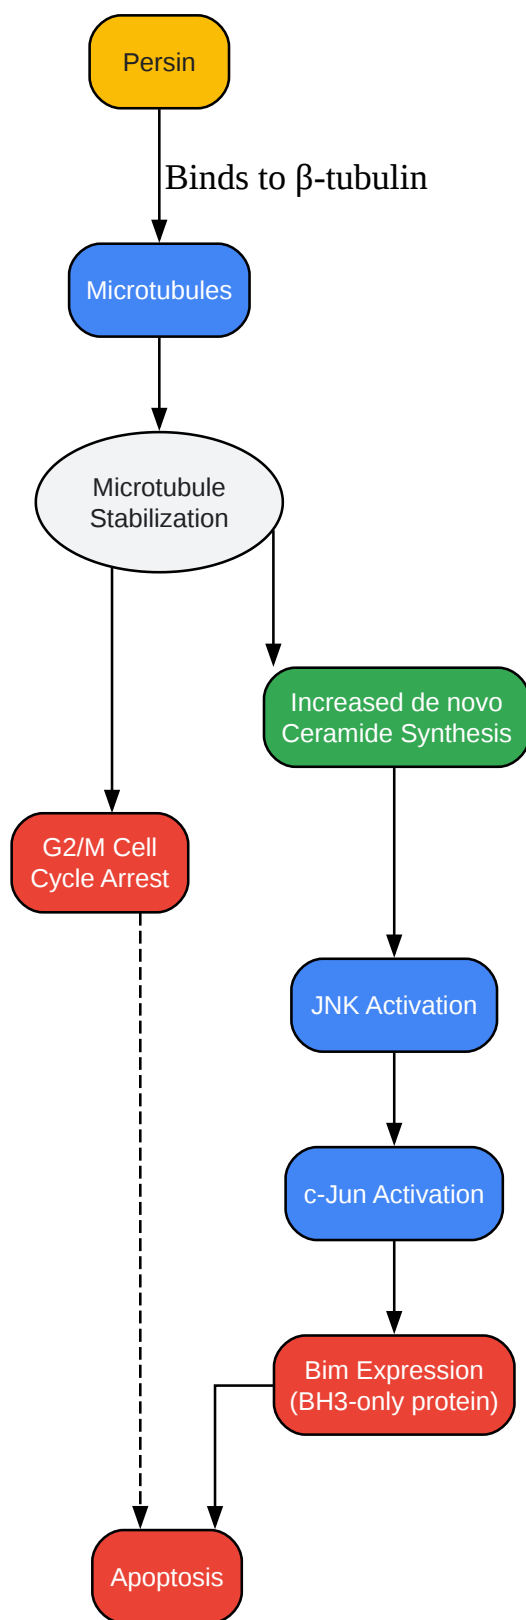 Persin
Binds to β-tubulin
Microtubules
Microtubule
Stabilization
Increased de novo
Ceramide Synthesis
G2/M Cell
Cycle Arrest
JNK Activation
c-Jun Activation
Bim Expression
(BH3-only protein)
Apoptosis